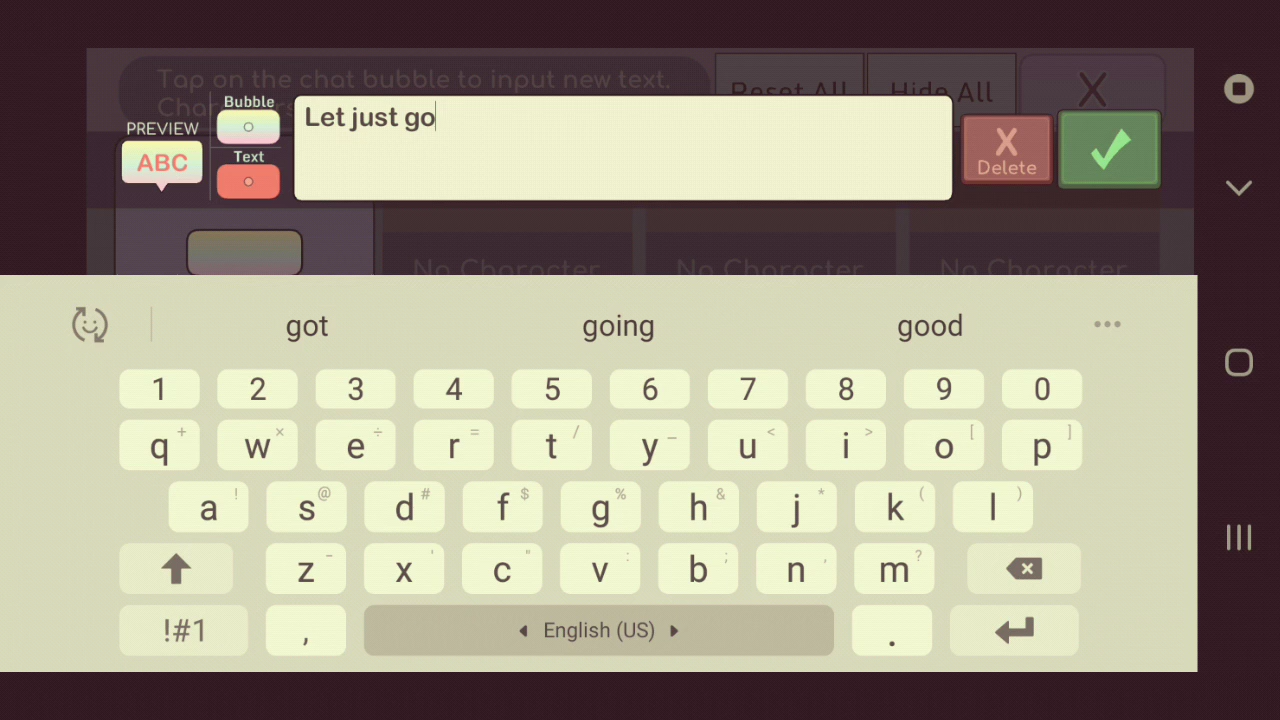 Tap on the chat bubble to input new text.
Reset All
Hide All
X
Bubble
PREVIEW
ABC
Text
Let just go
X
Delete
No Character
No Character
No Character
got
going
good
1 2 3 4 5 6 7 8 9 0
q + w × e ÷ r = t / y _ u < i > o [ p ]
a ! s @ d # f $ g % h & j * k ( l )
z - x ' c " v : b ; n , m ?
!#1 , English (US) .